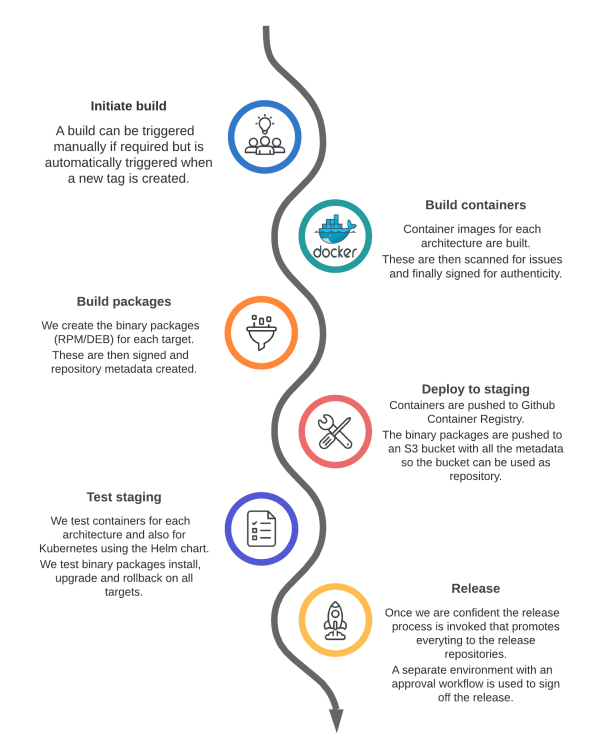 Initiate build
A build can be triggered
manually if required but is
automatically triggered when
a new tag is created.
Build containers
Container images for each
architecture are built.
These are then scanned for issues
and finally signed for authenticity.
docker
Build packages
We create the binary packages
(RPM/DEB) for each target.
These are then signed and
repository metadata created.
Deploy to staging
Containers are pushed to Github
Container Registry.
The binary packages are pushed to
an S3 bucket with all the metadata
so the bucket can be used as
repository.
Test staging
We test containers for each
architecture and also for
Kubernetes using the Helm chart.
We test binary packages install,
upgrade and rollback on all
targets.
Release
Once we are confident the release
process is invoked that promotes
everyting to the release
repositories.
A separate environment with an
approval workflow is used to sign
off the release.